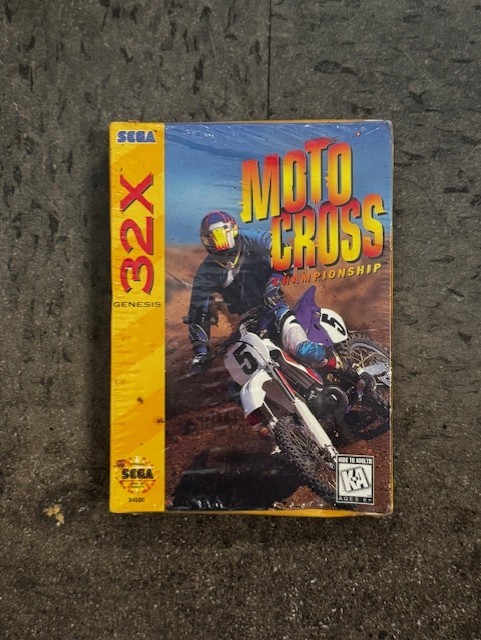 SEGA
32X
GENESIS
MOTO
CROSS
CHAMPIONSHIP
5
5
SEGA
KIDS TO ADULTS
K-A
AGES 6+